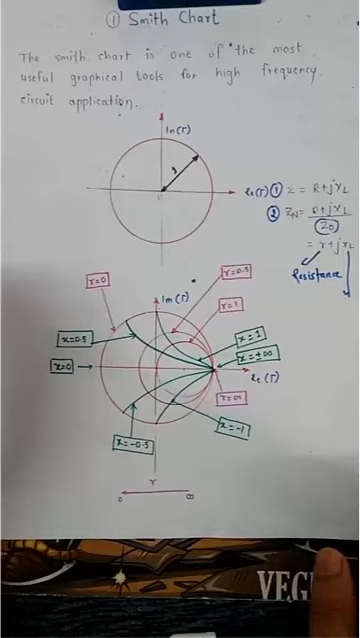 ① Smith Chart
The smith chart is one of the most
useful graphical tools for high frequency
circuit application.
Im(Γ)
1
0
Re(Γ)
① z = R+jXL
② ZN = R+jXL
Z0
= r+jxL
Resistance
Im(Γ)
r=0
r=0.5
r=1
x=0.5
x=1
x=±∞
x=0
Re(Γ)
r=∞
x=-0.5
x=-1
r
0 ∞